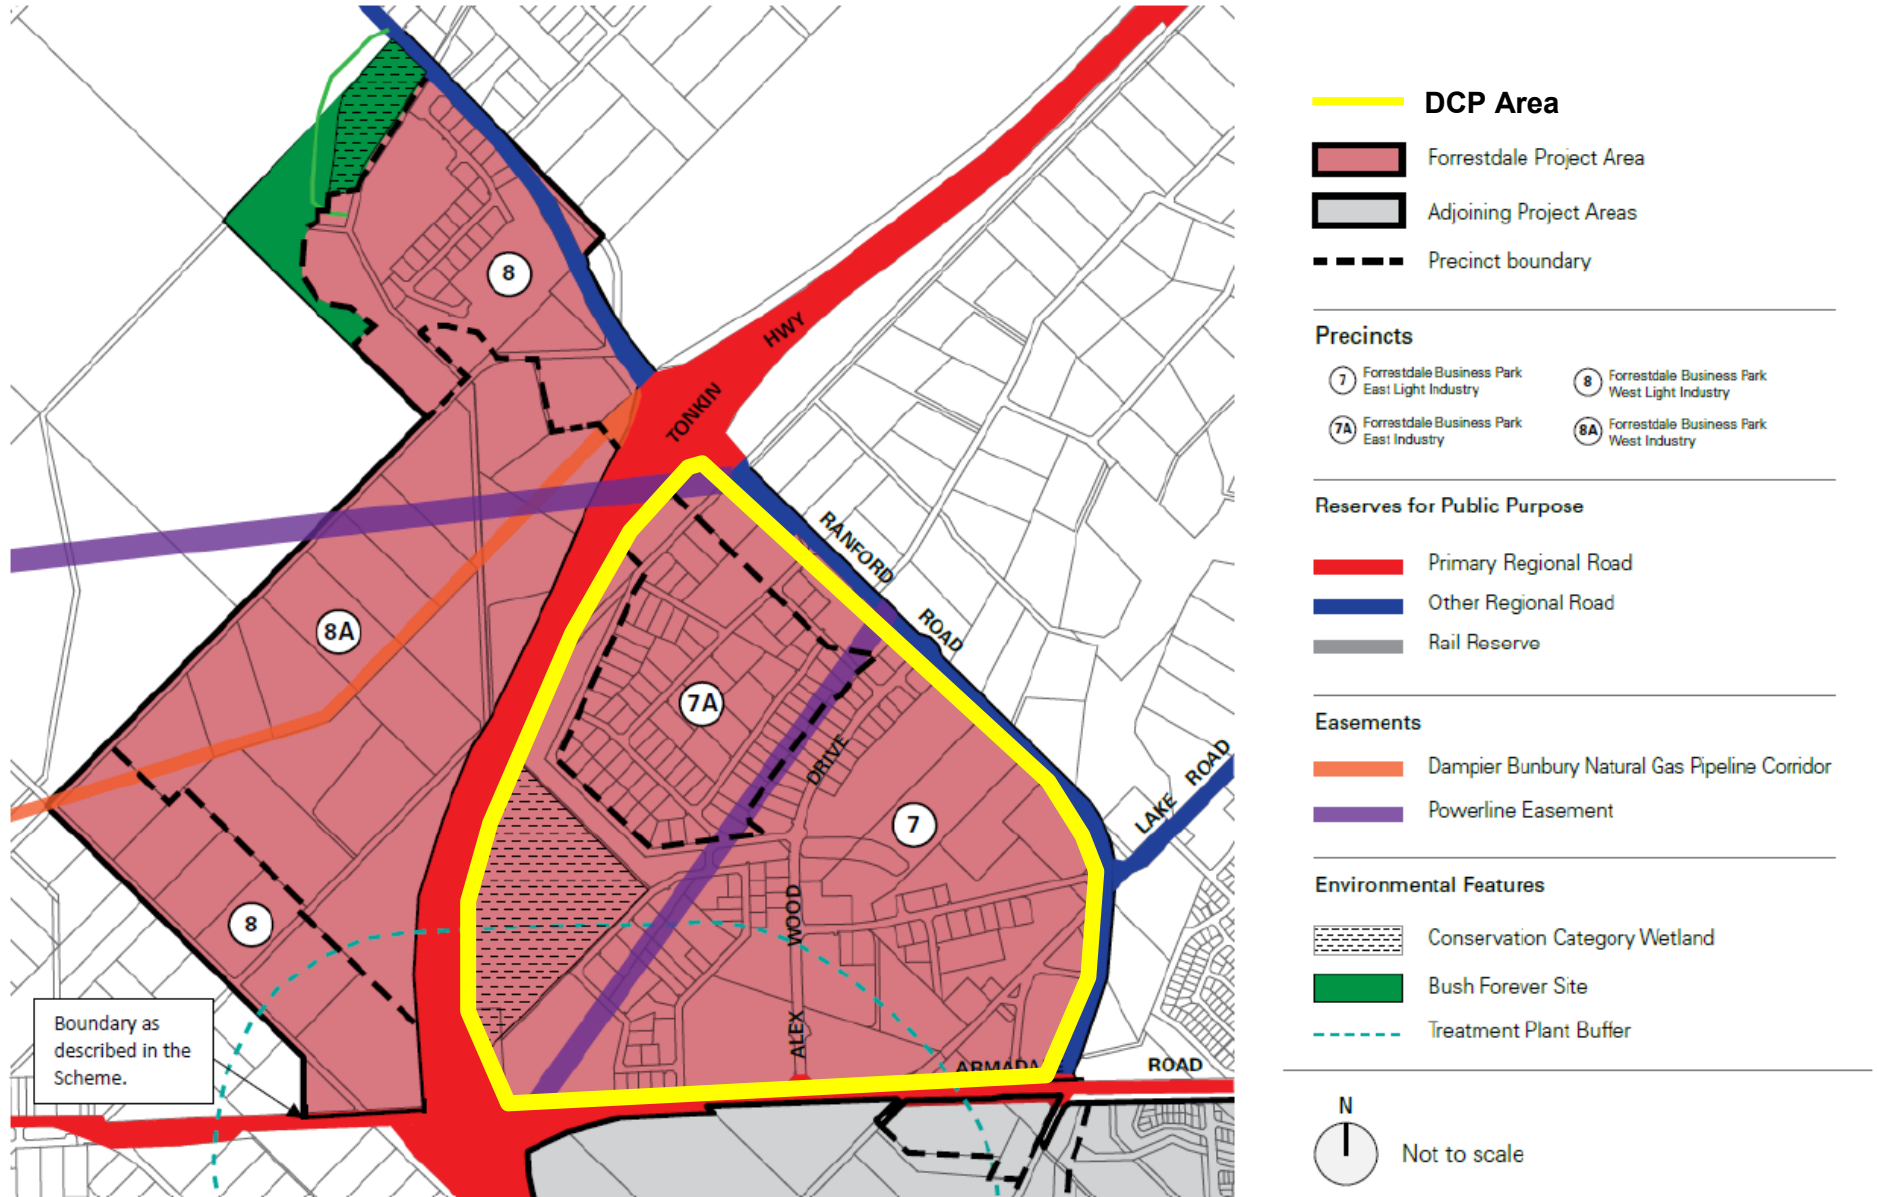 8
HWY
TONKIN
RANFORD
ROAD
8A
7A
DRIVE
LAKE ROAD
7
8
WOOD
ALEX
ROAD
Boundary as
described in the
Scheme.
DCP Area
Forrestdale Project Area
Adjoining Project Areas
Precinct boundary
Precincts
7 Forrestdale Business Park
East Light Industry
8 Forrestdale Business Park
West Light Industry
7A Forrestdale Business Park
East Industry
8A Forrestdale Business Park
West Industry
Reserves for Public Purpose
Primary Regional Road
Other Regional Road
Rail Reserve
Easements
Dampier Bunbury Natural Gas Pipeline Corridor
Powerline Easement
Environmental Features
Conservation Category Wetland
Bush Forever Site
Treatment Plant Buffer
N
Not to scale